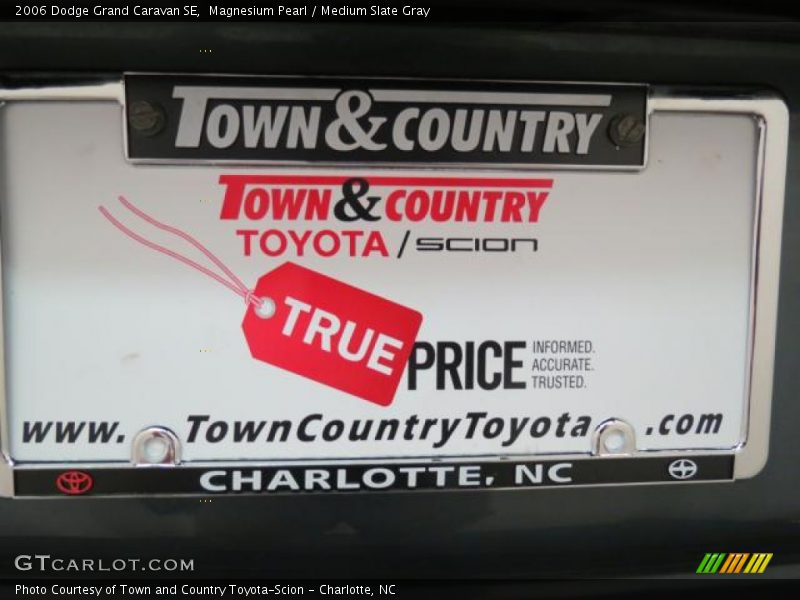 2006 Dodge Grand Caravan SE,  Magnesium Pearl / Medium Slate Gray
TOWN & COUNTRY
TOWN & COUNTRY
TOYOTA / SCION
TRUE PRICE
INFORMED.
ACCURATE.
TRUSTED.
www. TownCountryToyota .com
CHARLOTTE, NC
GTCARLOT.COM
Photo Courtesy of Town and Country Toyota-Scion - Charlotte, NC